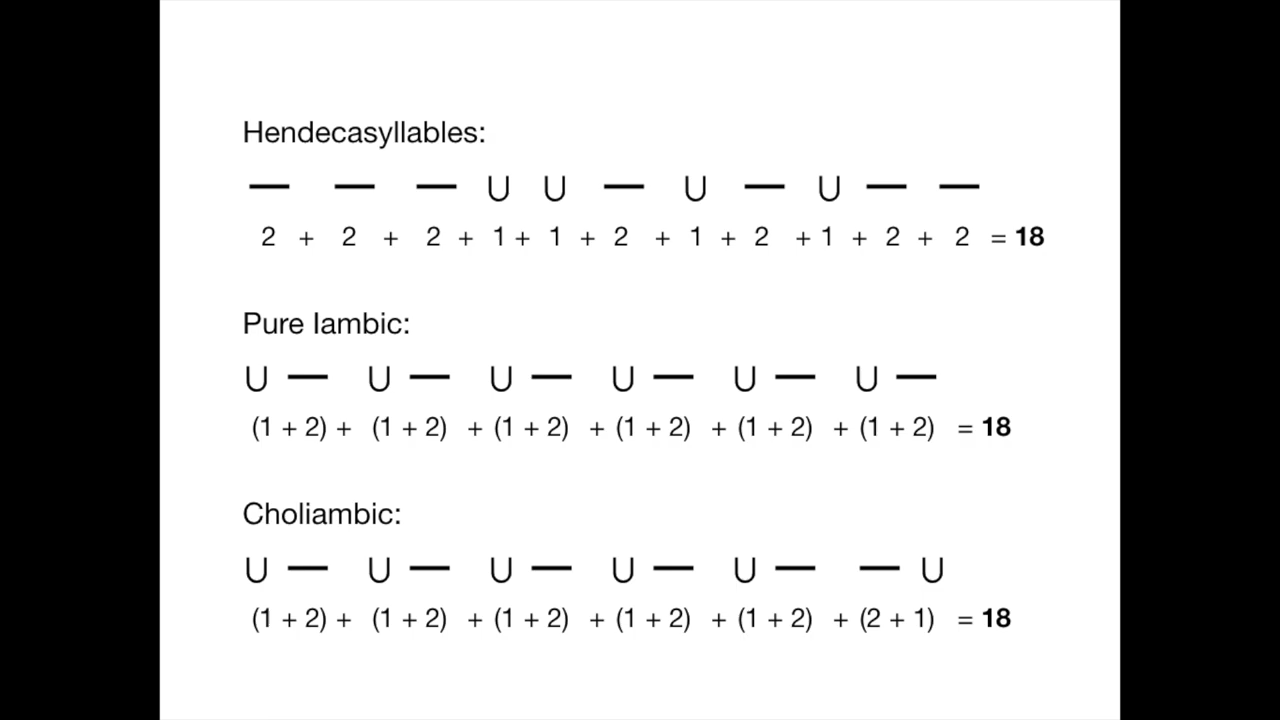 Hendecasyllables:
— — — U U — U — U — —
2 + 2 + 2 + 1 + 1 + 2 + 1 + 2 + 1 + 2 + 2 = 18
Pure Iambic:
U — U — U — U — U — U —
(1 + 2) + (1 + 2) + (1 + 2) + (1 + 2) + (1 + 2) + (1 + 2) = 18
Choliambic:
U — U — U — U — U — — U
(1 + 2) + (1 + 2) + (1 + 2) + (1 + 2) + (1 + 2) + (2 + 1) = 18